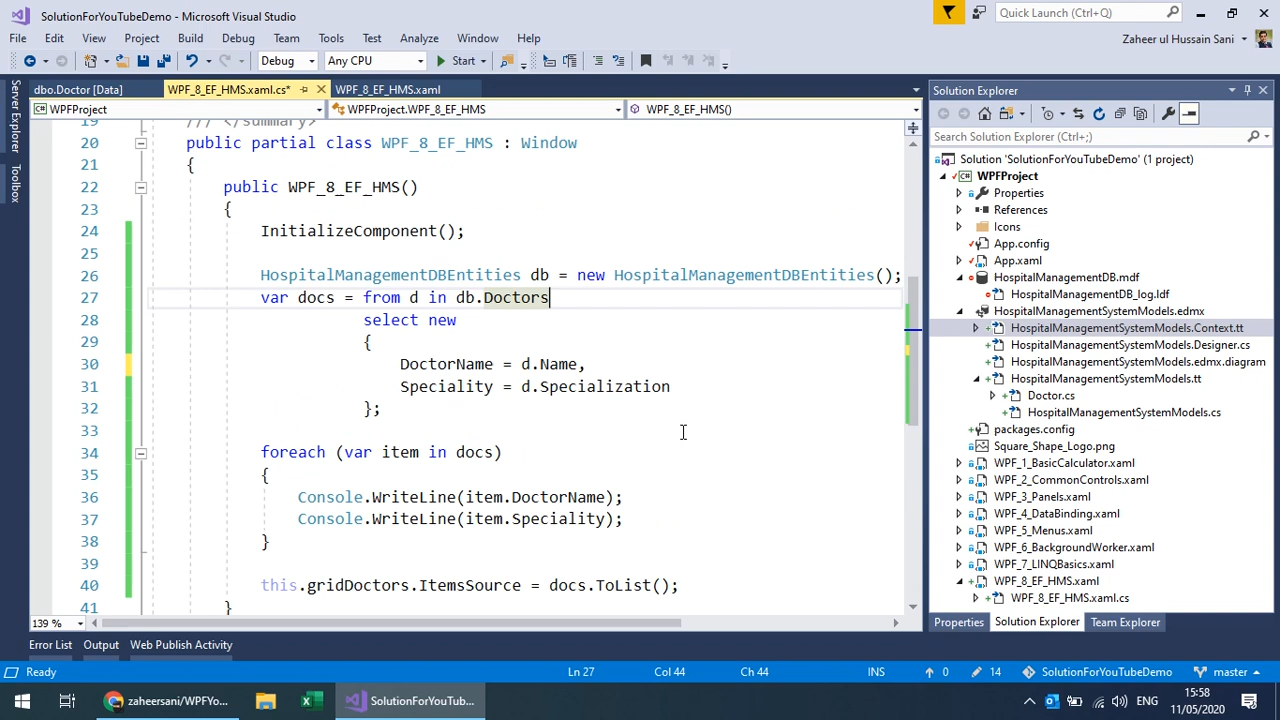 SolutionForYouTubeDemo - Microsoft Visual Studio
Quick Launch (Ctrl+Q)
File Edit View Project Build Debug Team Tools Test Analyze Window Help
Zaheer ul Hussain Sani
Debug Any CPU Start
dbo.Doctor [Data] WPF_8_EF_HMS.xaml.cs* WPF_8_EF_HMS.xaml
WPFProject WPFProject.WPF_8_EF_HMS WPF_8_EF_HMS()
Server Explorer
Toolbox
19 /// </summary>
20 public partial class WPF_8_EF_HMS : Window
21 {
22 public WPF_8_EF_HMS()
23 {
24 InitializeComponent();
25
26 HospitalManagementDBEntities db = new HospitalManagementDBEntities();
27 var docs = from d in db.Doctors
28 select new
29 {
30 DoctorName = d.Name,
31 Speciality = d.Specialization
32 };
33
34 foreach (var item in docs)
35 {
36 Console.WriteLine(item.DoctorName);
37 Console.WriteLine(item.Speciality);
38 }
39
40 this.gridDoctors.ItemsSource = docs.ToList();
41 }
139 %
Solution Explorer
Search Solution Explorer (Ctrl+;)
Solution 'SolutionForYouTubeDemo' (1 project)
WPFProject
Properties
References
Icons
App.config
App.xaml
HospitalManagementDB.mdf
HospitalManagementDB_log.ldf
HospitalManagementSystemModels.edmx
HospitalManagementSystemModels.Context.tt
HospitalManagementSystemModels.Designer.cs
HospitalManagementSystemModels.edmx.diagram
HospitalManagementSystemModels.tt
Doctor.cs
HospitalManagementSystemModels.cs
packages.config
Square_Shape_Logo.png
WPF_1_BasicCalculator.xaml
WPF_2_CommonControls.xaml
WPF_3_Panels.xaml
WPF_4_DataBinding.xaml
WPF_5_Menus.xaml
WPF_6_BackgroundWorker.xaml
WPF_7_LINQBasics.xaml
WPF_8_EF_HMS.xaml
WPF_8_EF_HMS.xaml.cs
Properties Solution Explorer Team Explorer
Error List Output Web Publish Activity
Ready Ln 27 Col 44 Ch 44 INS 0 14 SolutionForYouTubeDemo master
zaheersani/WPFYo... SolutionForYouTub... ENG
15:58
11/05/2020